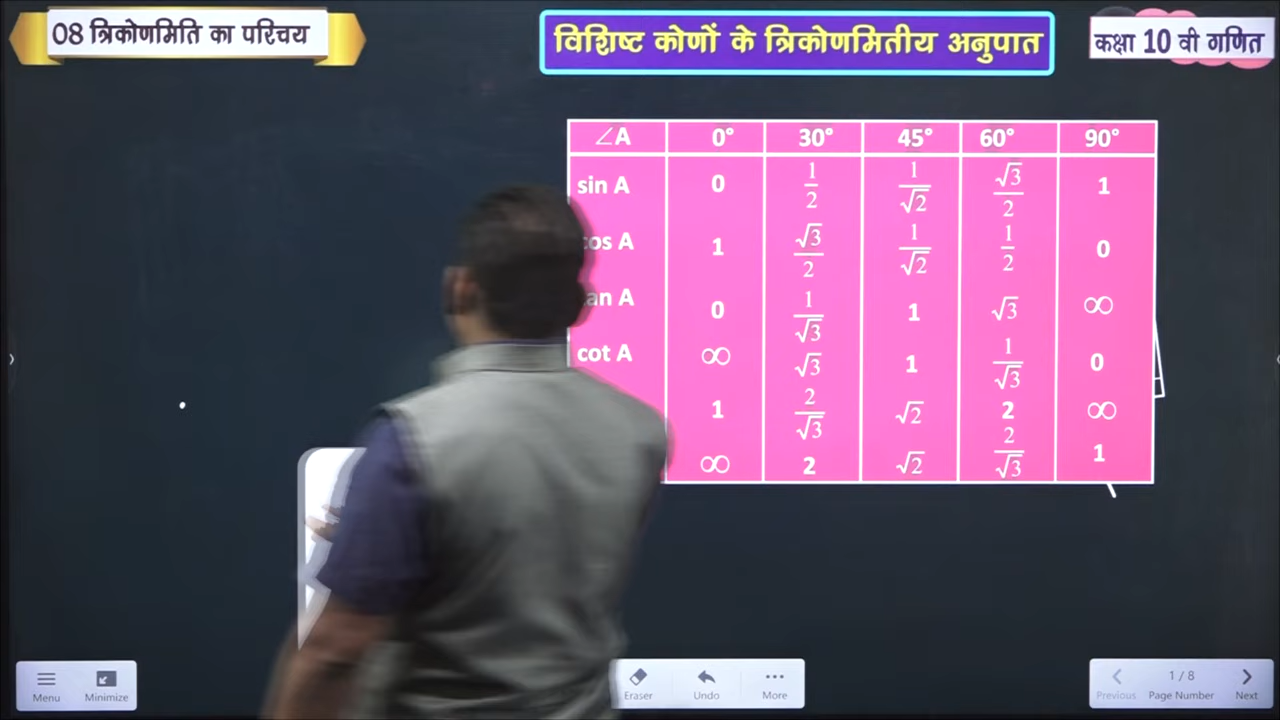 08 त्रिकोणमिति का परिचय
विशिष्ट कोणों के त्रिकोणमितीय अनुपात
कक्षा 10 वी गणित
∠A 0° 30° 45° 60° 90°
sin A 0 1/2 1/√2 √3/2 1
cos A 1 √3/2 1/√2 1/2 0
an A 0 1/√3 1 √3 ∞
cot A ∞ √3 1 1/√3 0
1 2/√3 √2 2 ∞
∞ 2 √2 2/√3 1
Menu Minimize
Eraser Undo More
1 / 8
Previous Page Number Next